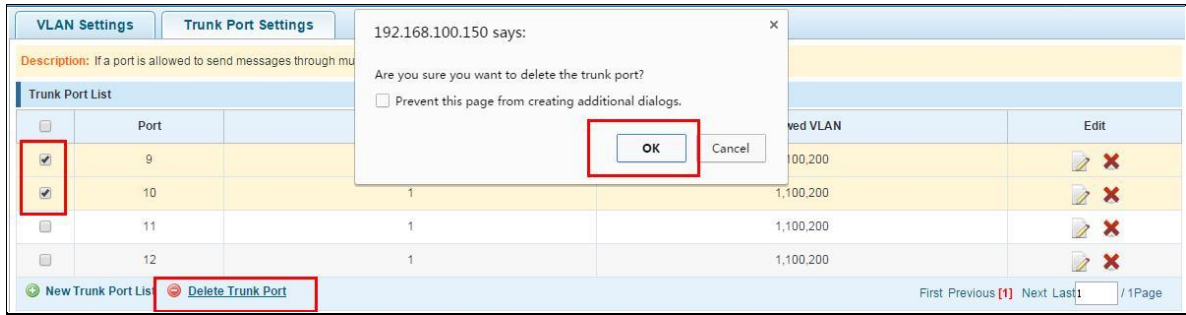 VLAN Settings Trunk Port Settings
192.168.100.150 says: ×
Description: If a port is allowed to send messages through mu
Are you sure you want to delete the trunk port?
Trunk Port List
Prevent this page from creating additional dialogs.
Port wed VLAN Edit
OK Cancel
9 100,200
10 1 1,100,200
11 1 1,100,200
12 1 1,100,200
New Trunk Port List Delete Trunk Port First Previous [1] Next Last 1 / 1Page